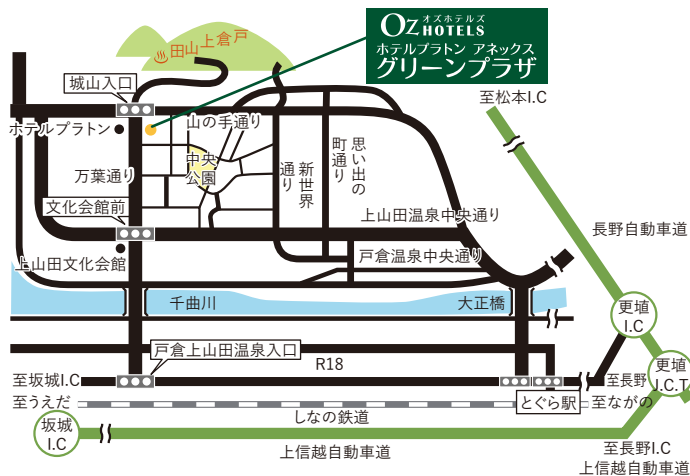 OZ オズホテルズ
HOTELS
ホテルプラトン アネックス
グリーンプラザ
田山上倉戸
城山入口
至松本I.C
ホテルプラトン
山の手通り
中央
公園
新世界
通り
思い出の
町通り
万葉通り
文化会館前
上山田温泉中央通り
長野自動車道
上山田文化会館
戸倉温泉中央通り
千曲川
大正橋
更埴
I.C
戸倉上山田温泉入口
R18
更埴
J.C.T
至坂城I.C
至長野
至うえだ
とぐら駅
至ながの
しなの鉄道
坂城
I.C
上信越自動車道
至長野I.C
上信越自動車道